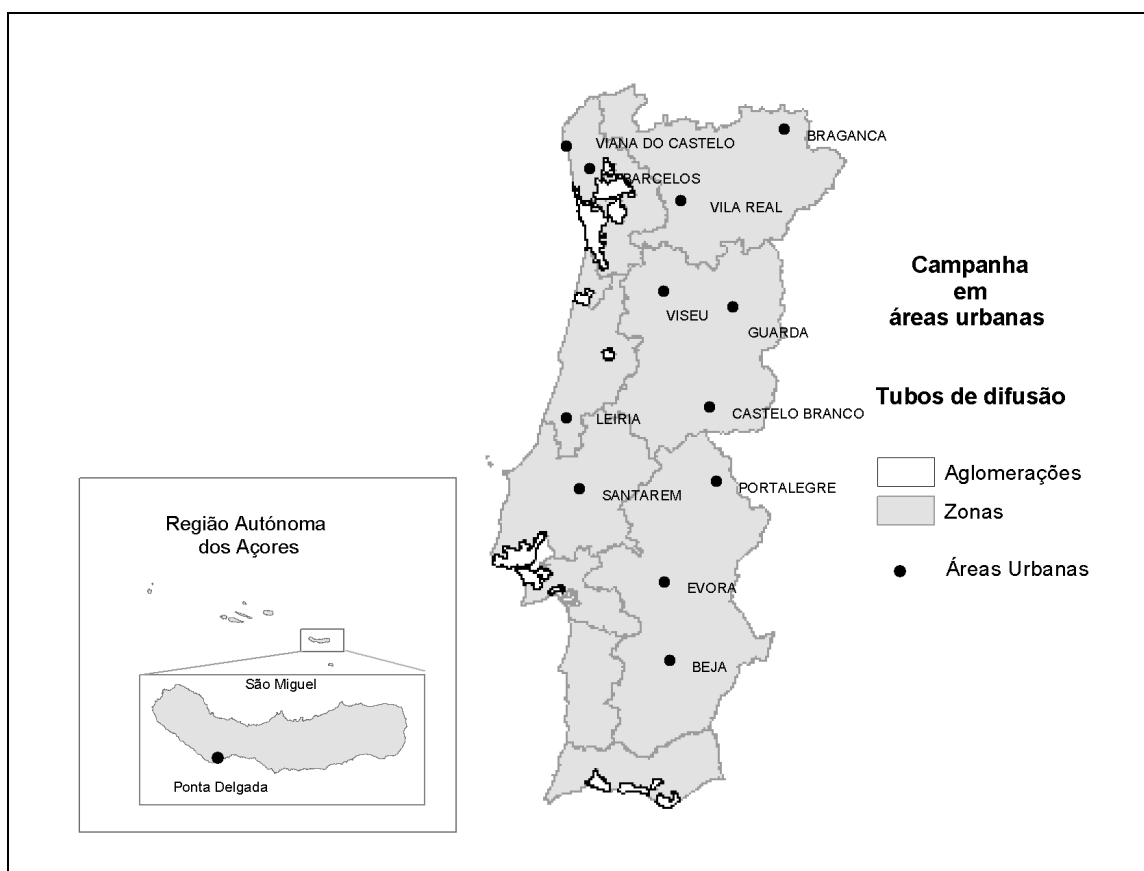 BRAGANCA
VIANA DO CASTELO
BARCELOS
VILA REAL
VISEU
GUARDA
CASTELO BRANCO
LEIRIA
SANTAREM
PORTALEGRE
EVORA
BEJA
Campanha
em
áreas urbanas
Tubos de difusão
Aglomerações
Zonas
Áreas Urbanas
Região Autónoma
dos Açores
São Miguel
Ponta Delgada